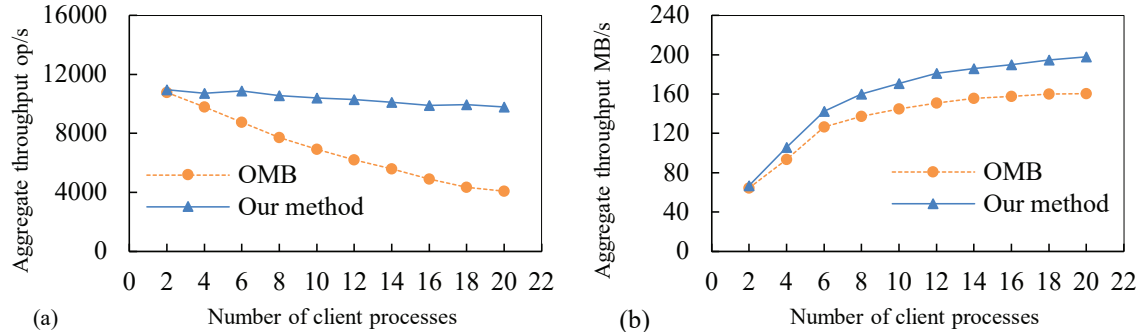 Aggregate throughput op/s
16000
12000
8000
4000
0
OMB
Our method
0 2 4 6 8 10 12 14 16 18 20 22
(a) Number of client processes
Aggregate throughput MB/s
240
200
160
120
80
40
0
OMB
Our method
0 2 4 6 8 10 12 14 16 18 20 22
(b) Number of client processes